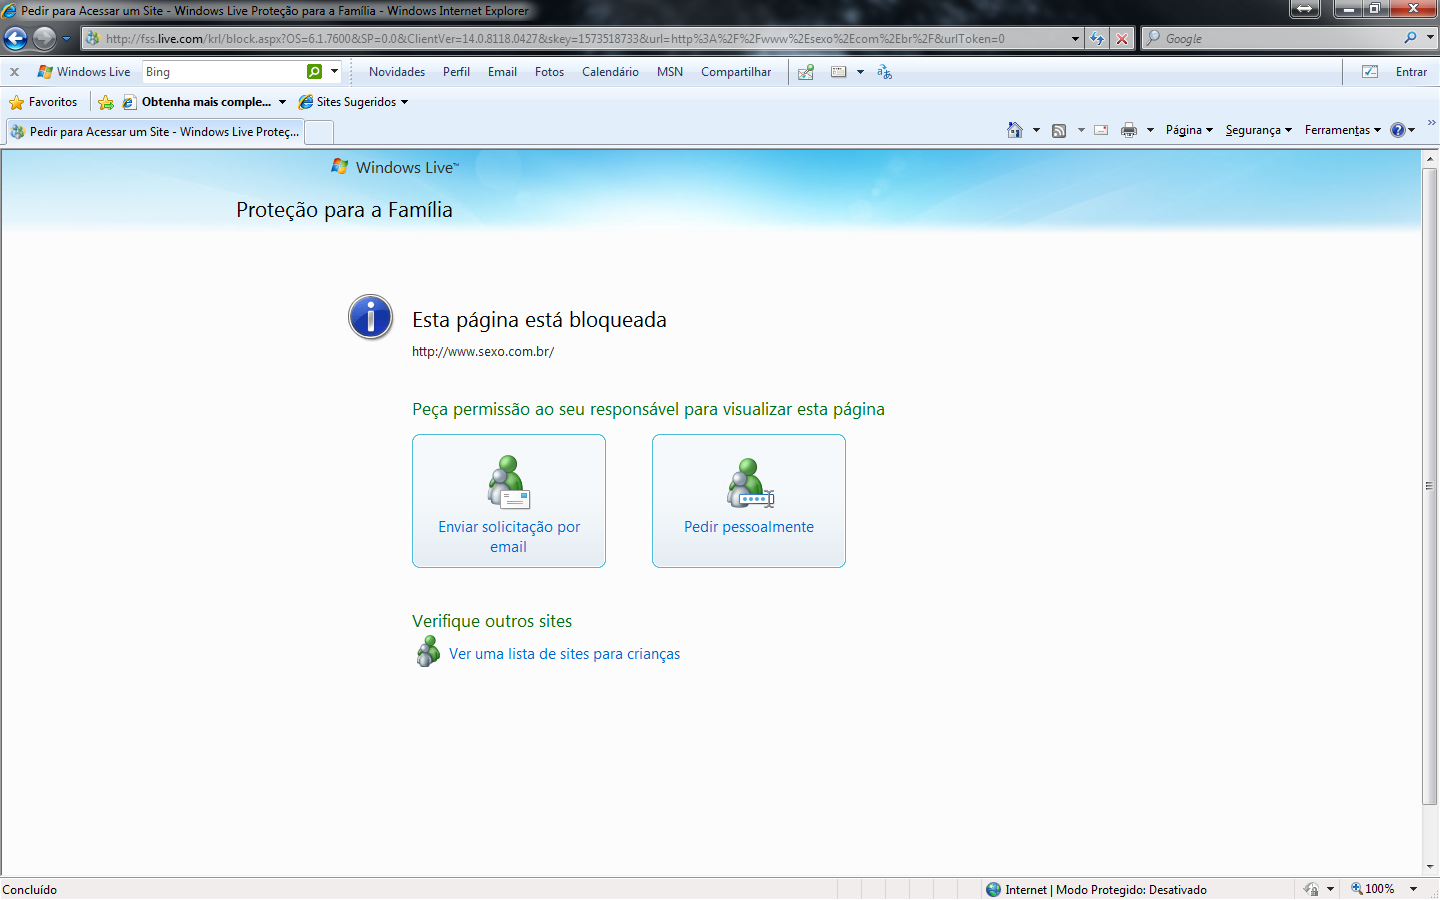 Pedir para Acessar um Site - Windows Live Proteção para a Família - Windows Internet Explorer
http://fss.live.com/krl/block.aspx?OS=6.1.7600&SP=0.0&ClientVer=14.0.8118.0427&skey=1573518733&url=http%3A%2F%2Fwww%2Esexo%2Ecom%2Ebr%2F&urlToken=0
Google
Windows Live
Bing
Novidades Perfil Email Fotos Calendário MSN Compartilhar
Entrar
Favoritos
Obtenha mais comple...
Sites Sugeridos
Pedir para Acessar um Site - Windows Live Proteç...
Página Segurança Ferramentas
Windows Live™
Proteção para a Família
Esta página está bloqueada
http://www.sexo.com.br/
Peça permissão ao seu responsável para visualizar esta página
Enviar solicitação por
email
Pedir pessoalmente
Verifique outros sites
Ver uma lista de sites para crianças
Concluído
Internet | Modo Protegido: Desativado
100%